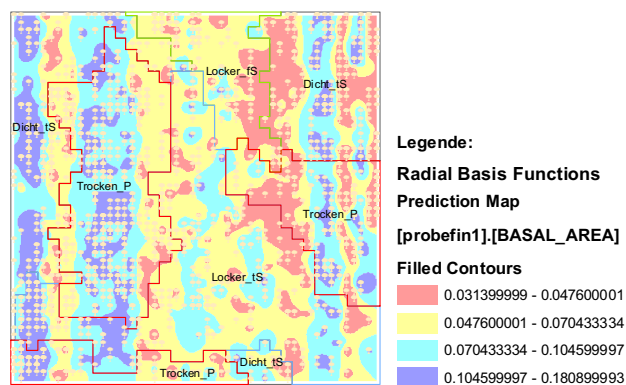 Locker_fS
Dicht_tS
Dicht_tS
Trocken_P
Trocken_P
Locker_tS
Dicht_tS
Trocken_P
Legende:
Radial Basis Functions
Prediction Map
[probefin1].[BASAL_AREA]
Filled Contours
0.031399999 - 0.047600001
0.047600001 - 0.070433334
0.070433334 - 0.104599997
0.104599997 - 0.180899993